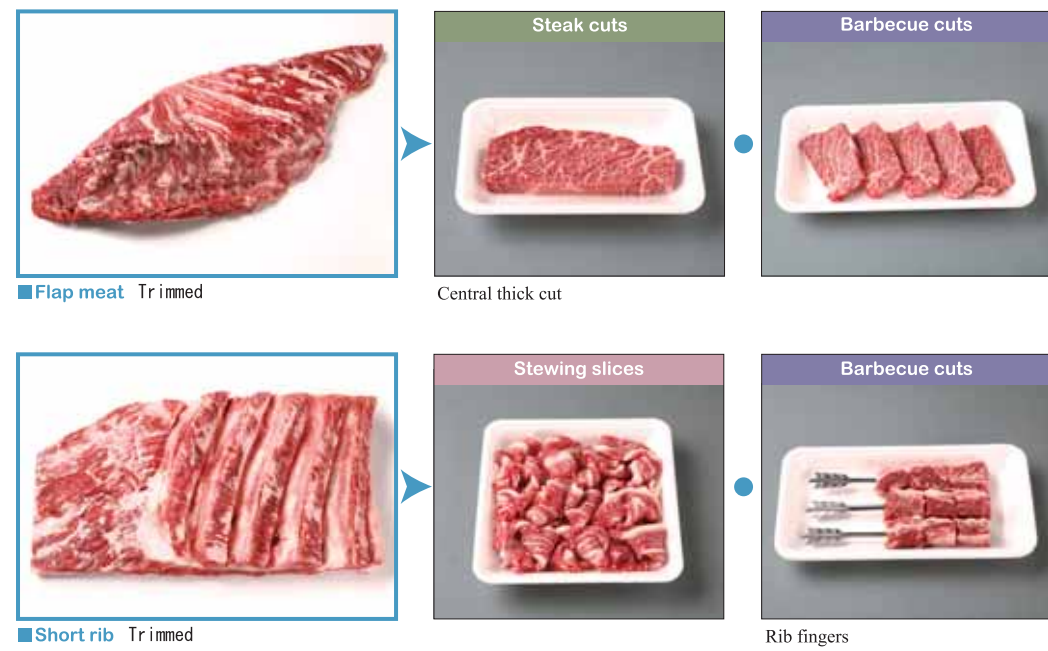 Steak cuts
Barbecue cuts
Flap meat Trimmed
Central thick cut
Stewing slices
Barbecue cuts
Short rib Trimmed
Rib fingers